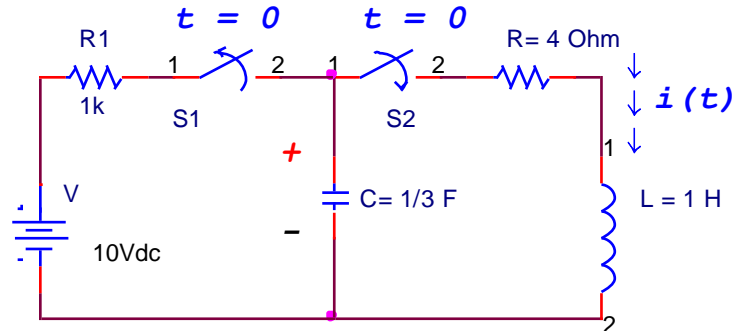 t = 0
t = 0
R1
1
2
1
2
R= 4 Ohm
1k
S1
S2
i(t)
+
1
V
C= 1/3 F
L = 1 H
-
10Vdc
2